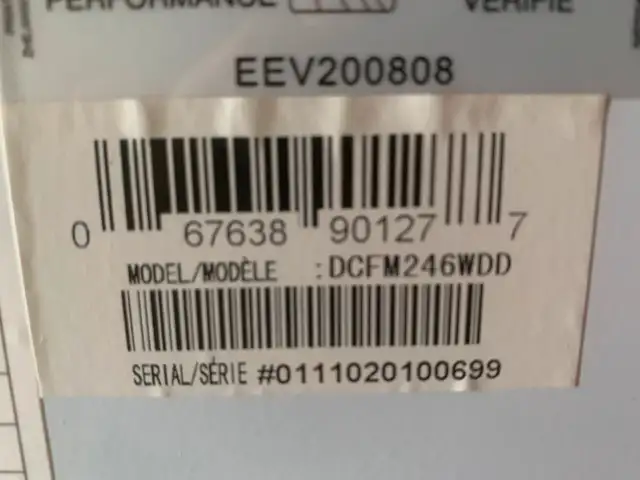 PERFORMANCE VÉRIFIÉ
EEV200808
0 67638 90127 7
MODEL/MODÈLE :DCFM246WDD
SERIAL/SÉRIE #0111020100699